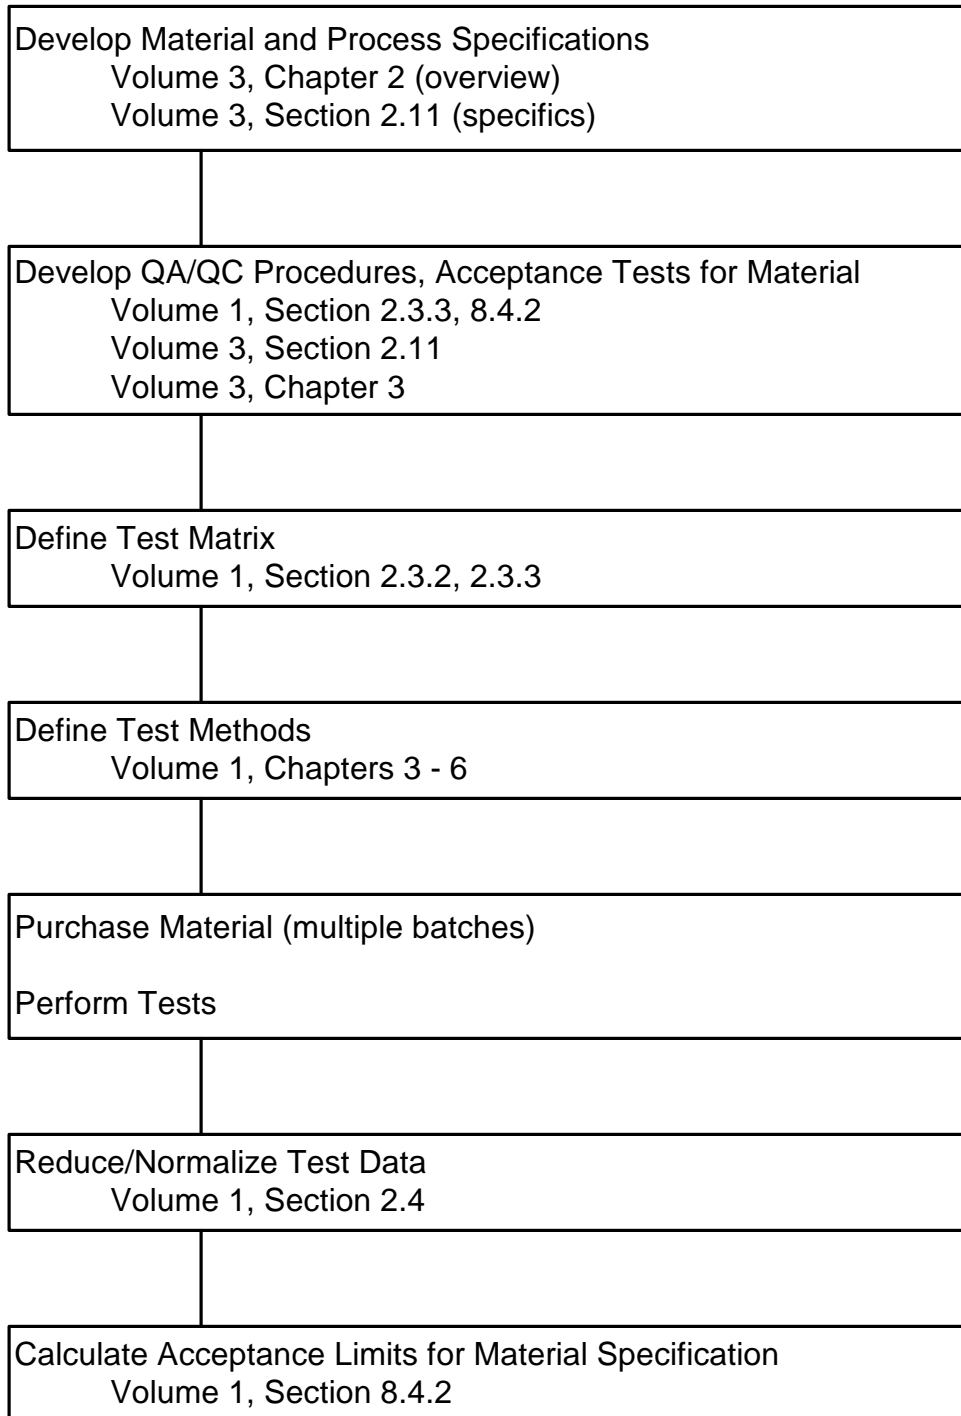 Develop Material and Process Specifications
Volume 3, Chapter 2 (overview)
Volume 3, Section 2.11 (specifics)
Develop QA/QC Procedures, Acceptance Tests for Material
Volume 1, Section 2.3.3, 8.4.2
Volume 3, Section 2.11
Volume 3, Chapter 3
Define Test Matrix
Volume 1, Section 2.3.2, 2.3.3
Define Test Methods
Volume 1, Chapters 3 - 6
Purchase Material (multiple batches)
Perform Tests
Reduce/Normalize Test Data
Volume 1, Section 2.4
Calculate Acceptance Limits for Material Specification
Volume 1, Section 8.4.2